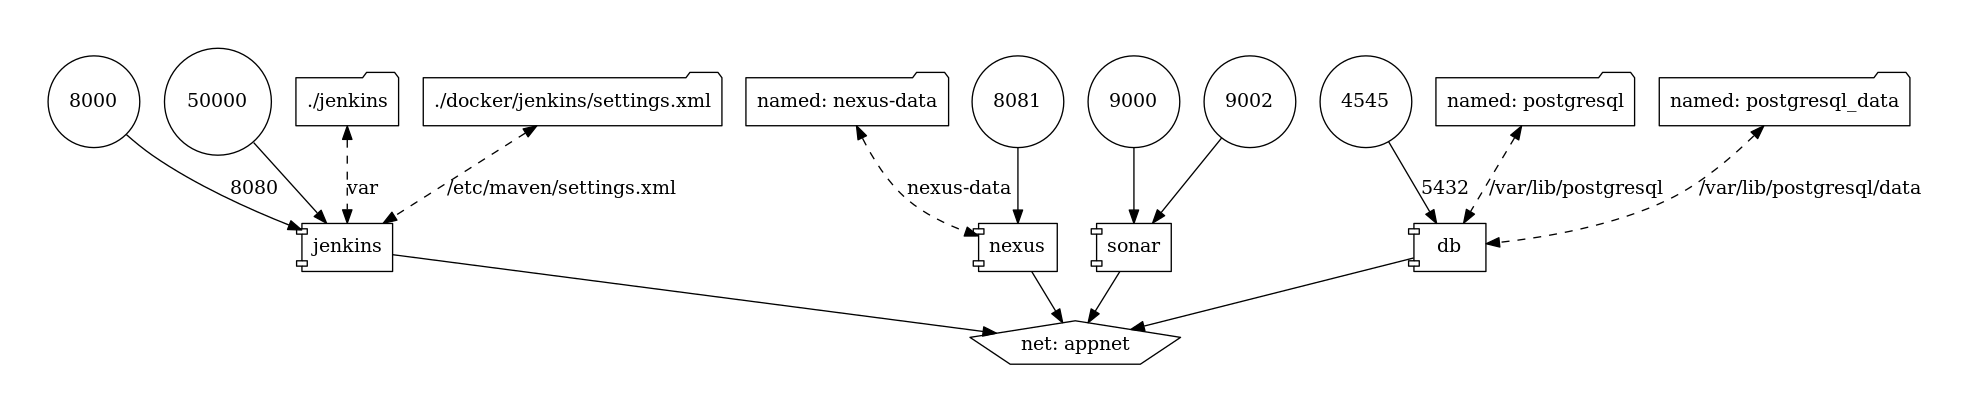 8000
50000
./jenkins
./docker/jenkins/settings.xml
named: nexus-data
8081
9000
9002
4545
named: postgresql
named: postgresql_data
8080
var
/etc/maven/settings.xml
nexus-data
5432
/var/lib/postgresql
/var/lib/postgresql/data
jenkins
nexus
sonar
db
net: appnet